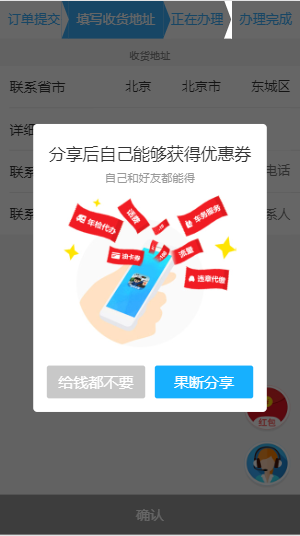 订单提交 填写收货地址 正在办理 办理完成
收货地址
联系省市 北京 北京市 东城区
详细
分享后自己能够获得优惠券
联系 电话
自己和好友都能得
联系 系人
话费
年检代办
车务服务
油卡券
流量
违章代缴
给钱都不要 果断分享
红包
确认